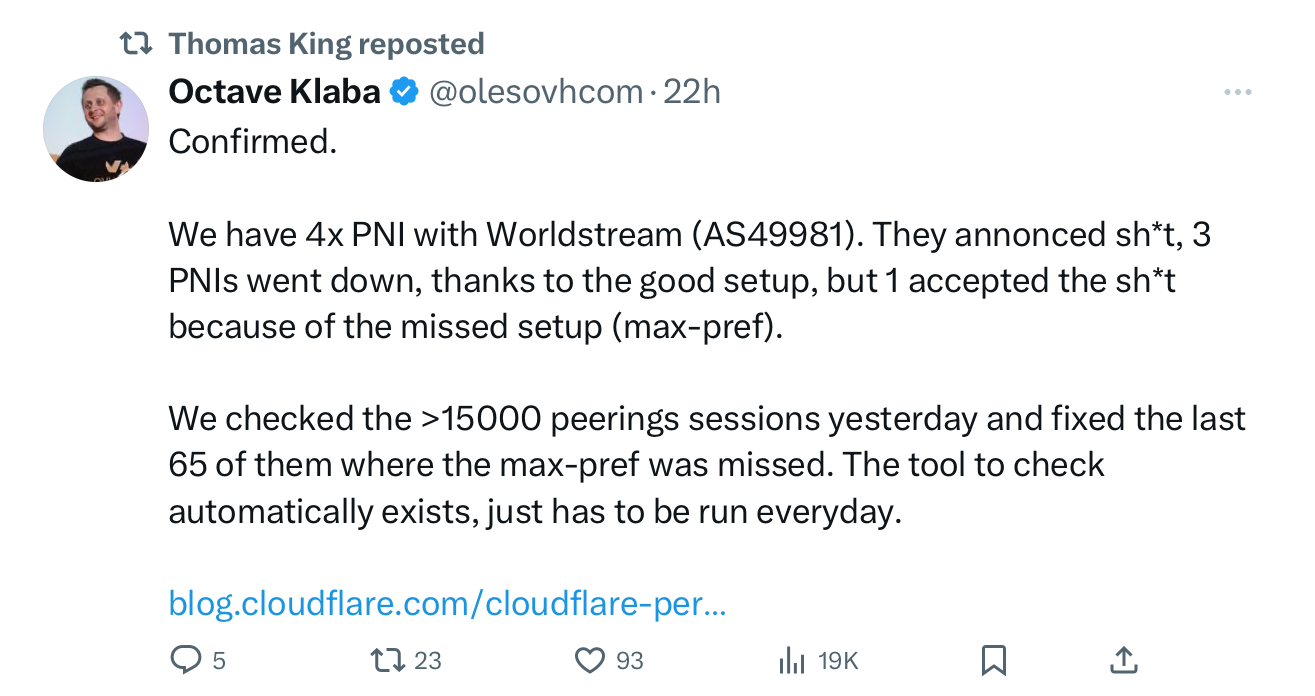 Thomas King reposted
Octave Klaba @olesovhcom · 22h
Confirmed.
We have 4x PNI with Worldstream (AS49981). They annonced sh*t, 3
PNIs went down, thanks to the good setup, but 1 accepted the sh*t
because of the missed setup (max-pref).
We checked the >15000 peerings sessions yesterday and fixed the last
65 of them where the max-pref was missed. The tool to check
automatically exists, just has to be run everyday.
blog.cloudflare.com/cloudflare-per...
5 23 93 19K